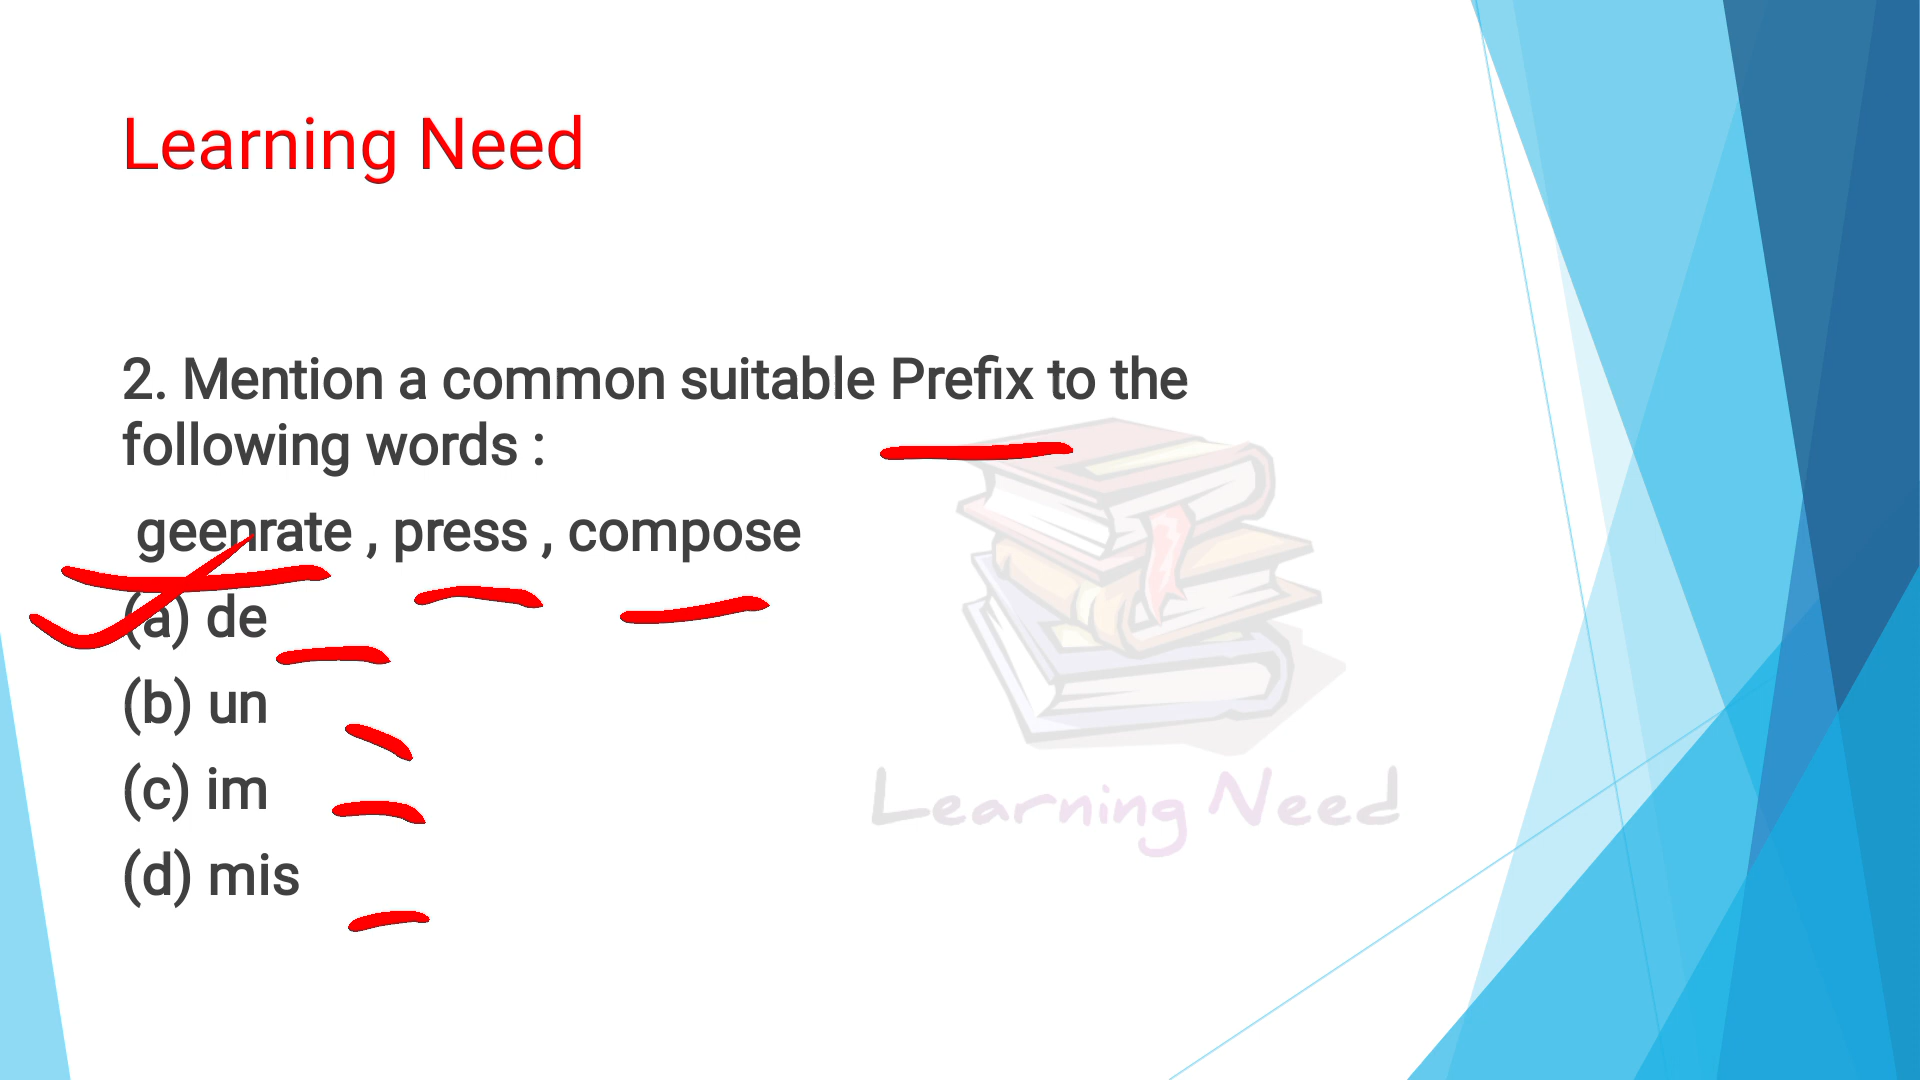 Learning Need
2. Mention a common suitable Prefix to the
following words :
geenrate , press , compose
(a) de
(b) un
(c) im
(d) mis
Learning Need